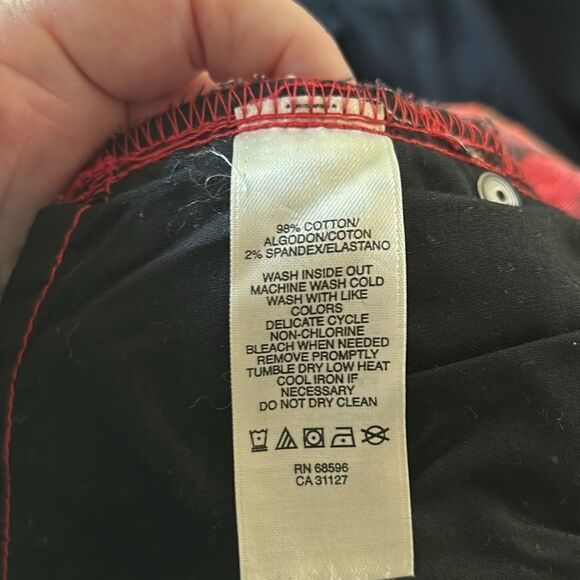 98% COTTON/
ALGODON/COTON
2% SPANDEX/ELASTANO
WASH INSIDE OUT
MACHINE WASH COLD
WASH WITH LIKE
COLORS
DELICATE CYCLE
NON-CHLORINE
BLEACH WHEN NEEDED
REMOVE PROMPTLY
TUMBLE DRY LOW HEAT
COOL IRON IF
NECESSARY
DO NOT DRY CLEAN
RN 68596
CA 31127